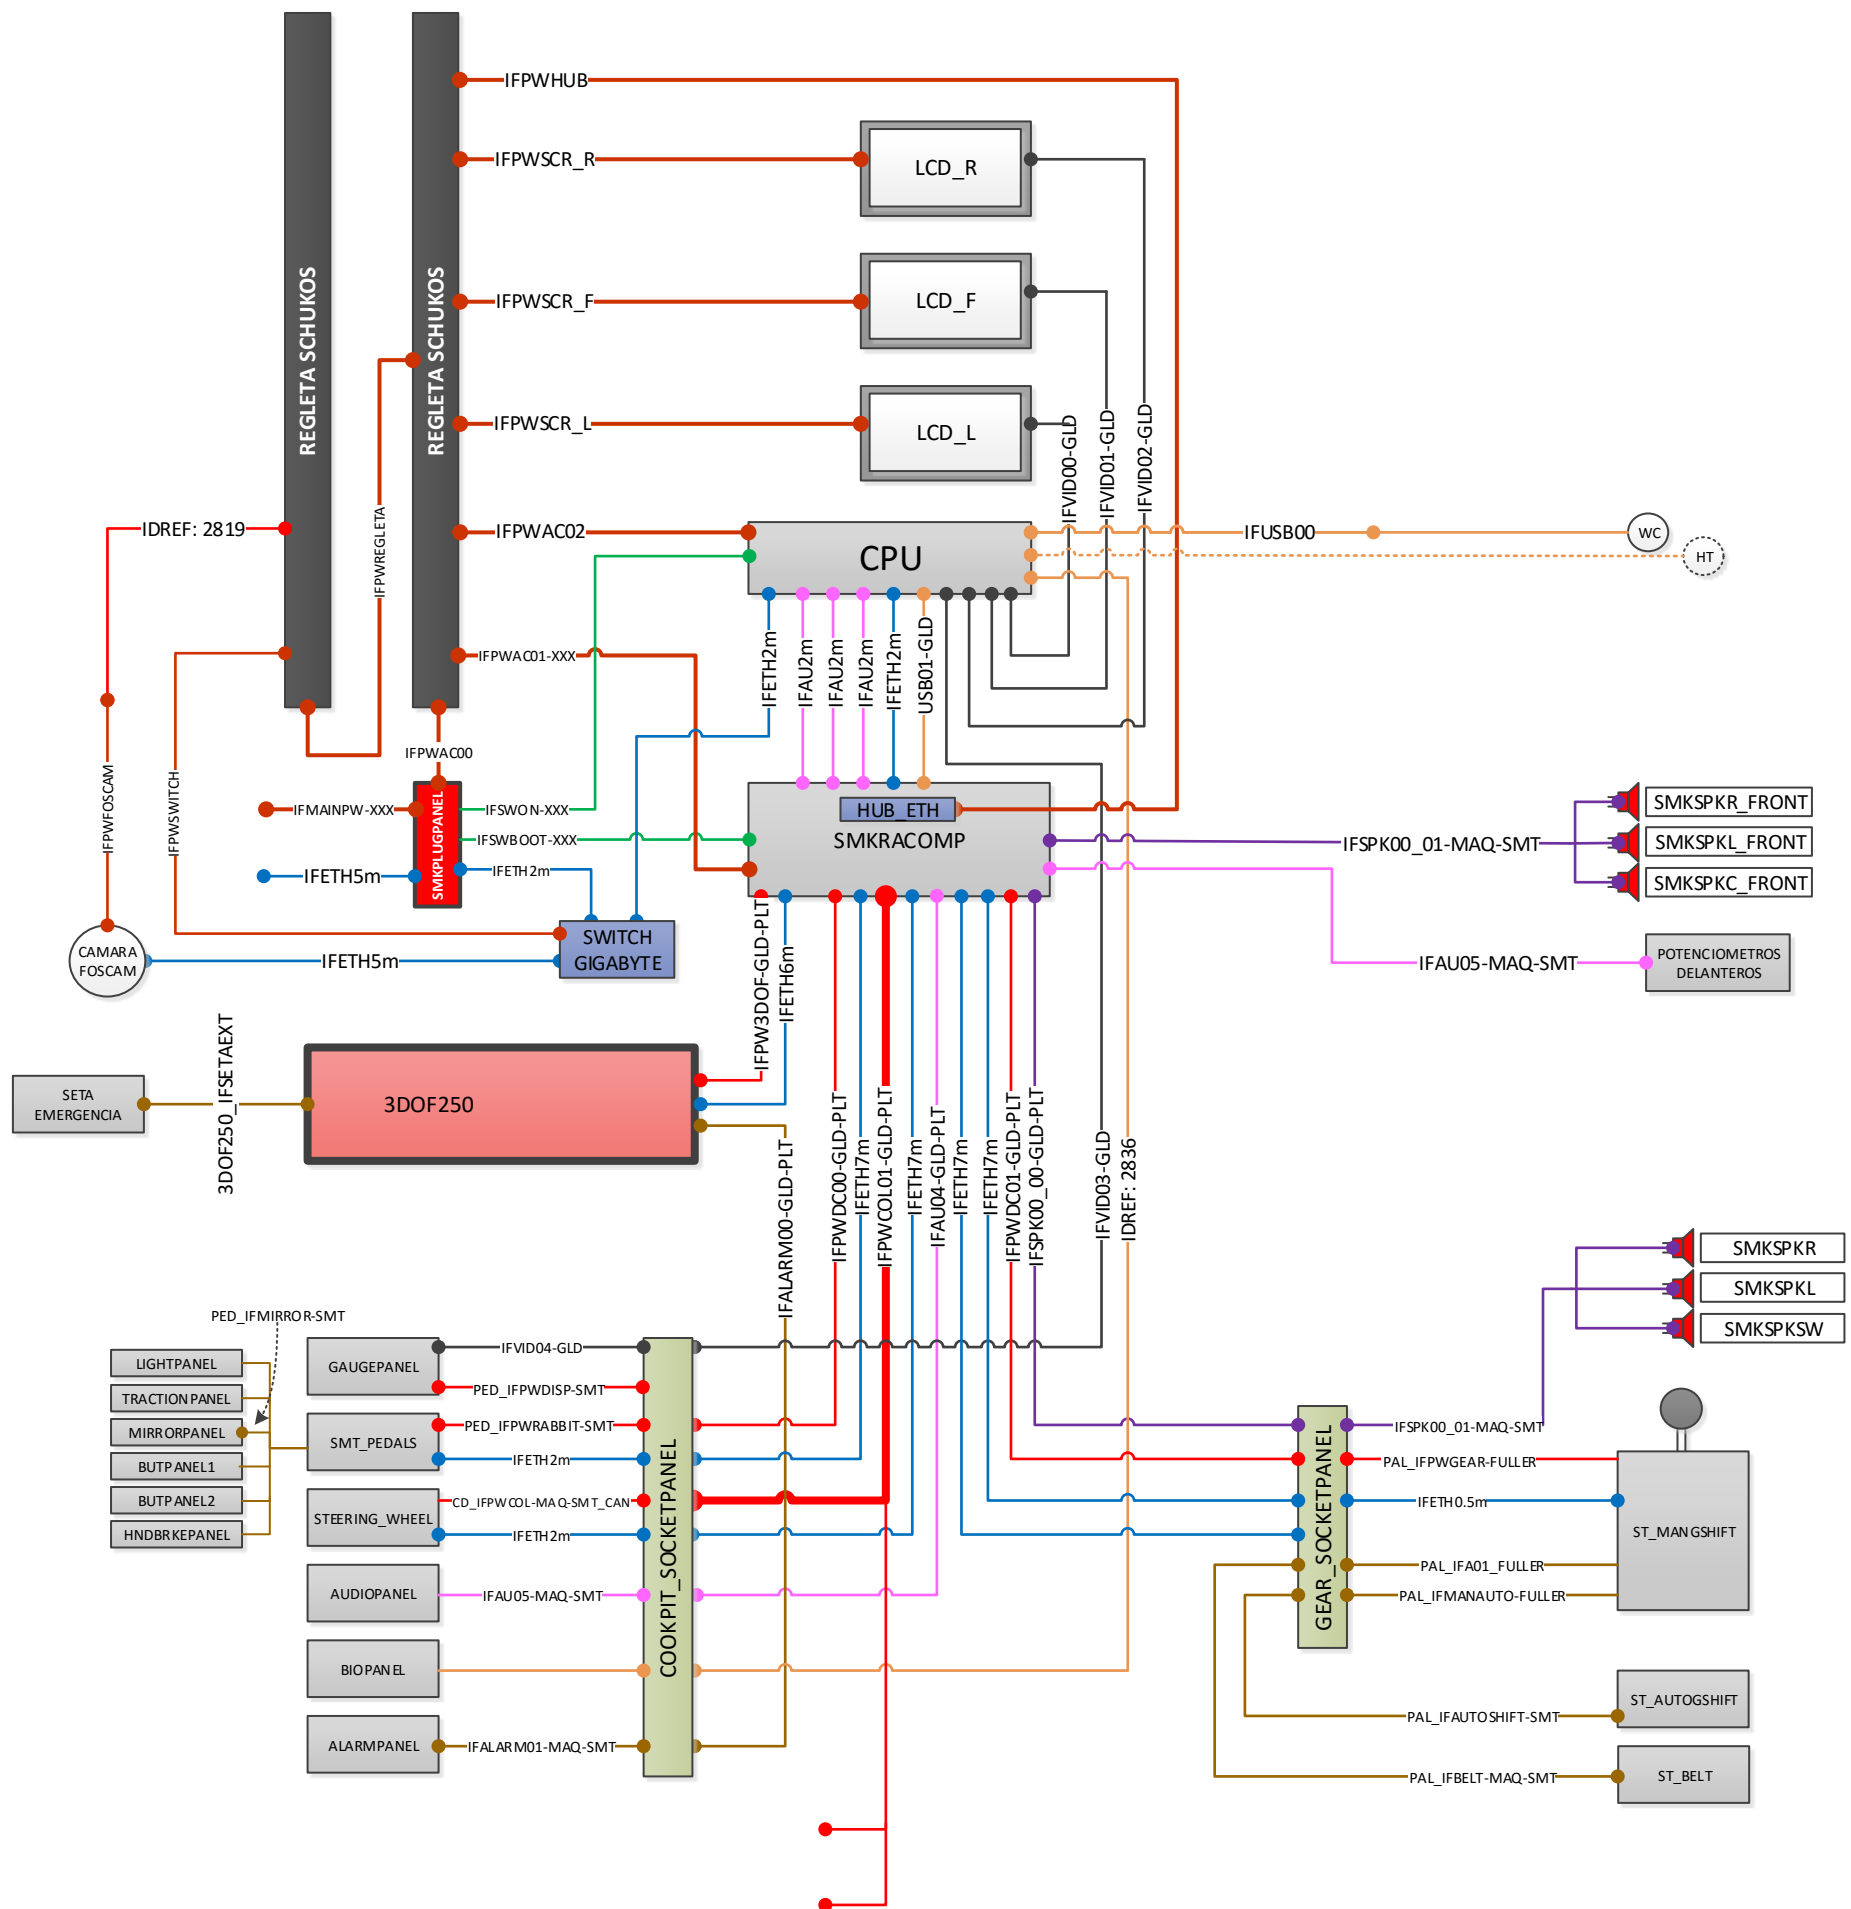 IFPWHUB
IFPWSCR_R
LCD_R
REGLETA SCHUKOS
REGLETA SCHUKOS
IFPWSCR_F
LCD_F
IFPWSCR_L
LCD_L
IFVID00-GLD
IFVID01-GLD
IFVID02-GLD
IDREF: 2819
IFPWREGLETA
IFPWAC02
CPU
IFUSB00
WC
HT
IFPWAC01-XXX
IFETH2m
IFAU2m
IFAU2m
IFAU2m
IFETH2m
USB01-GLD
IFPWAC00
IFPWFOSCAM
IFPWSWITCH
IFMAINPW-XXX
SMKPLUGPANEL
IFSWON-XXX
IFSWBOOT-XXX
IFETH5m
IFETH2m
HUB_ETH
SMKRACOMP
IFSPK00_01-MAQ-SMT
SMKSPKR_FRONT
SMKSPKL_FRONT
SMKSPKC_FRONT
CAMARA
FOSCAM
IFETH5m
SWITCH
GIGABYTE
IFAU05-MAQ-SMT
POTENCIOMETROS
DELANTEROS
IFPW3DOF-GLD-PLT
IFETH6m
SETA
EMERGENCIA
3DOF250_IFSETAEXT
3DOF250
IFALARM00-GLD-PLT
IFPWDC00-GLD-PLT
IFETH7m
IFPWCOL01-GLD-PLT
IFETH7m
IFAU04-GLD-PLT
IFETH7m
IFETH7m
IFPWDC01-GLD-PLT
IFSPK00_00-GLD-PLT
IFVID03-GLD
IDREF: 2836
SMKSPKR
SMKSPKL
SMKSPKSW
PED_IFMIRROR-SMT
LIGHTPANEL
TRACTIONPANEL
MIRRORPANEL
BUTPANEL1
BUTPANEL2
HNDBRKEPANEL
GAUGEPANEL
IFVID04-GLD
PED_IFPWDISP-SMT
SMT_PEDALS
PED_IFPWRABBIT-SMT
IFETH2m
STEERING_WHEEL
CD_IFPWCOL-MAQ-SMT_CAN
IFETH2m
AUDIOPANEL
IFAU05-MAQ-SMT
BIOPANEL
ALARMPANEL
IFALARM01-MAQ-SMT
COOKPIT_SOCKETPANEL
GEAR_SOCKETPANEL
IFSPK00_01-MAQ-SMT
PAL_IFPWGEAR-FULLER
IFETH0.5m
ST_MANGSHIFT
PAL_IFA01_FULLER
PAL_IFMANAUTO-FULLER
PAL_IFAUTOSHIFT-SMT
ST_AUTOGSHIFT
PAL_IFBELT-MAQ-SMT
ST_BELT